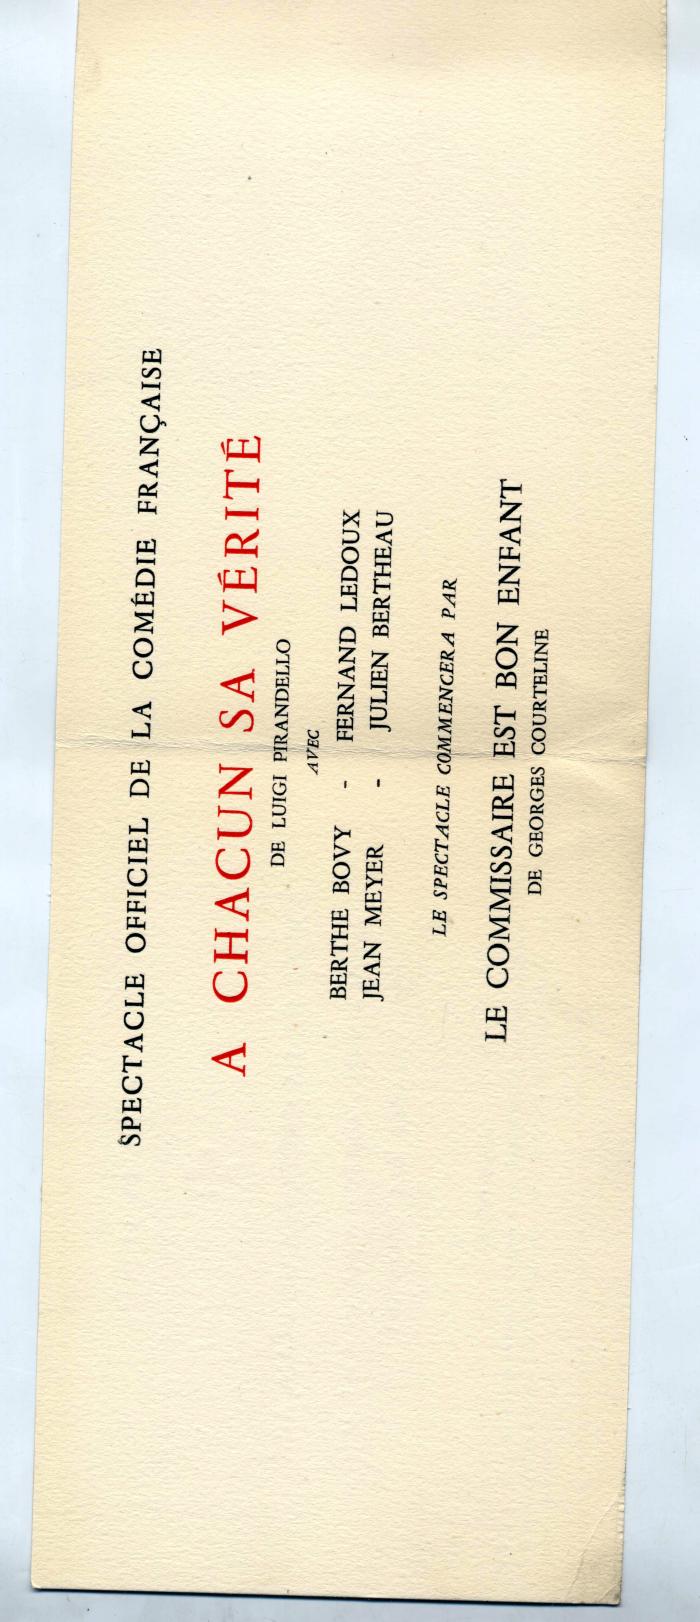 SPECTACLE OFFICIEL DE LA COMÉDIE FRANÇAISE
A CHACUN SA VÉRITÉ
DE LUIGI PIRANDELLO
AVEC
BERTHE BOVY - FERNAND LEDOUX
JEAN MEYER - JULIEN BERTHEAU
LE SPECTACLE COMMENCERA PAR
LE COMMISSAIRE EST BON ENFANT
DE GEORGES COURTELINE